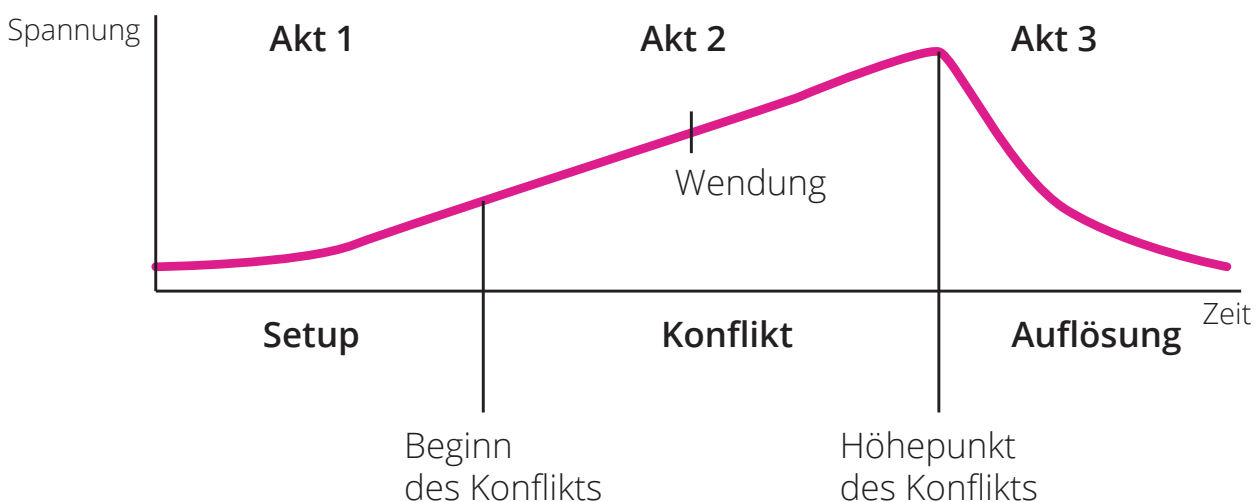 Spannung
Akt 1
Akt 2
Akt 3
Wendung
Zeit
Setup
Konflikt
Auflösung
Beginn
des Konflikts
Höhepunkt
des Konflikts